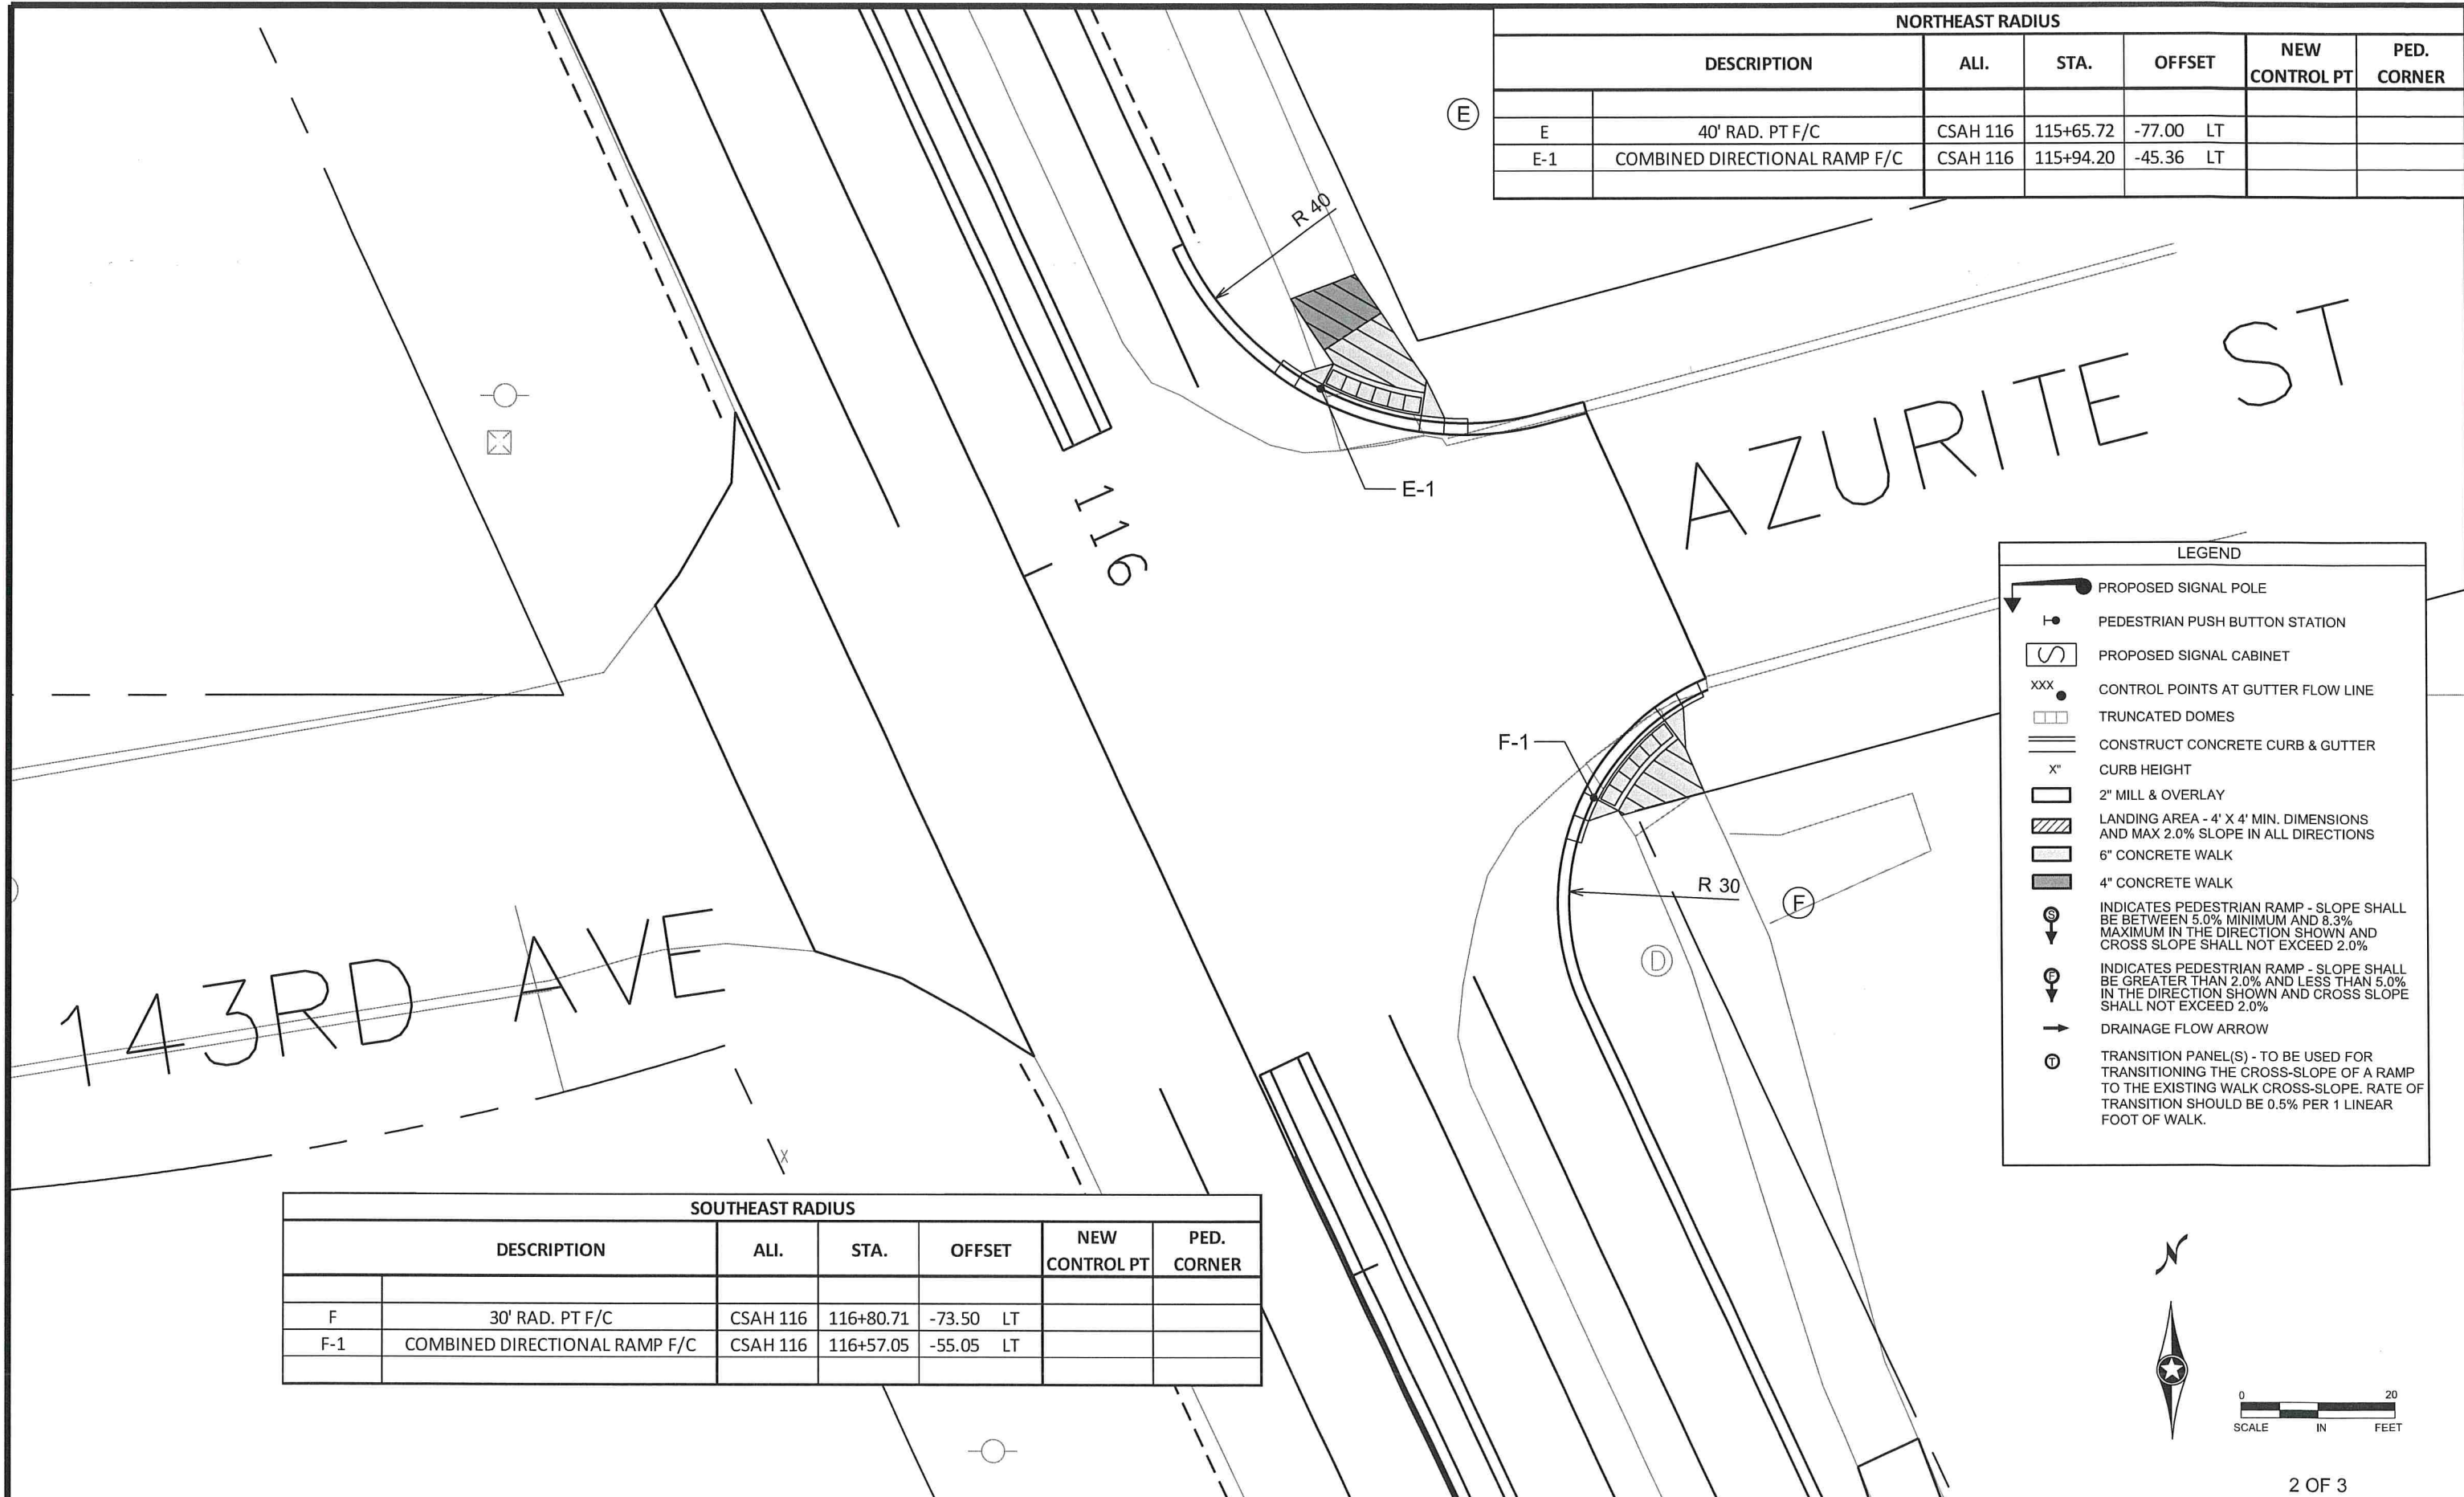 NORTHEAST RADIUS
DESCRIPTION ALI. STA. OFFSET NEW CONTROL PT PED. CORNER
E 40' RAD. PT F/C CSAH 116 115+65.72 -77.00 LT
E-1 COMBINED DIRECTIONAL RAMP F/C CSAH 116 115+94.20 -45.36 LT
E
R 40
E-1
116
AZURITE ST
LEGEND
PROPOSED SIGNAL POLE
PEDESTRIAN PUSH BUTTON STATION
PROPOSED SIGNAL CABINET
XXX CONTROL POINTS AT GUTTER FLOW LINE
TRUNCATED DOMES
CONSTRUCT CONCRETE CURB & GUTTER
X" CURB HEIGHT
2" MILL & OVERLAY
LANDING AREA - 4' X 4' MIN. DIMENSIONS
AND MAX 2.0% SLOPE IN ALL DIRECTIONS
6" CONCRETE WALK
4" CONCRETE WALK
S INDICATES PEDESTRIAN RAMP - SLOPE SHALL
BE BETWEEN 5.0% MINIMUM AND 8.3%
MAXIMUM IN THE DIRECTION SHOWN AND
CROSS SLOPE SHALL NOT EXCEED 2.0%
F INDICATES PEDESTRIAN RAMP - SLOPE SHALL
BE GREATER THAN 2.0% AND LESS THAN 5.0%
IN THE DIRECTION SHOWN AND CROSS SLOPE
SHALL NOT EXCEED 2.0%
DRAINAGE FLOW ARROW
T TRANSITION PANEL(S) - TO BE USED FOR
TRANSITIONING THE CROSS-SLOPE OF A RAMP
TO THE EXISTING WALK CROSS-SLOPE. RATE OF
TRANSITION SHOULD BE 0.5% PER 1 LINEAR
FOOT OF WALK.
F-1
R 30
F
D
143RD AVE
X
SOUTHEAST RADIUS
DESCRIPTION ALI. STA. OFFSET NEW CONTROL PT PED. CORNER
F 30' RAD. PT F/C CSAH 116 116+80.71 -73.50 LT
F-1 COMBINED DIRECTIONAL RAMP F/C CSAH 116 116+57.05 -55.05 LT
N
0 20
SCALE IN FEET
2 OF 3